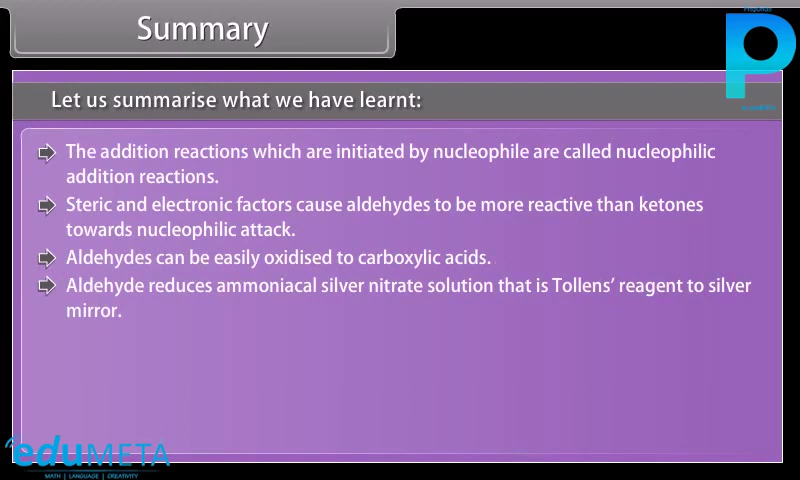 Summary
Let us summarise what we have learnt:
The addition reactions which are initiated by nucleophile are called nucleophilic
addition reactions.
Steric and electronic factors cause aldehydes to be more reactive than ketones
towards nucleophilic attack.
Aldehydes can be easily oxidised to carboxylic acids.
Aldehyde reduces ammoniacal silver nitrate solution that is Tollens’ reagent to silver
mirror.
eduMETA
MATH | LANGUAGE | CREATIVITY
P